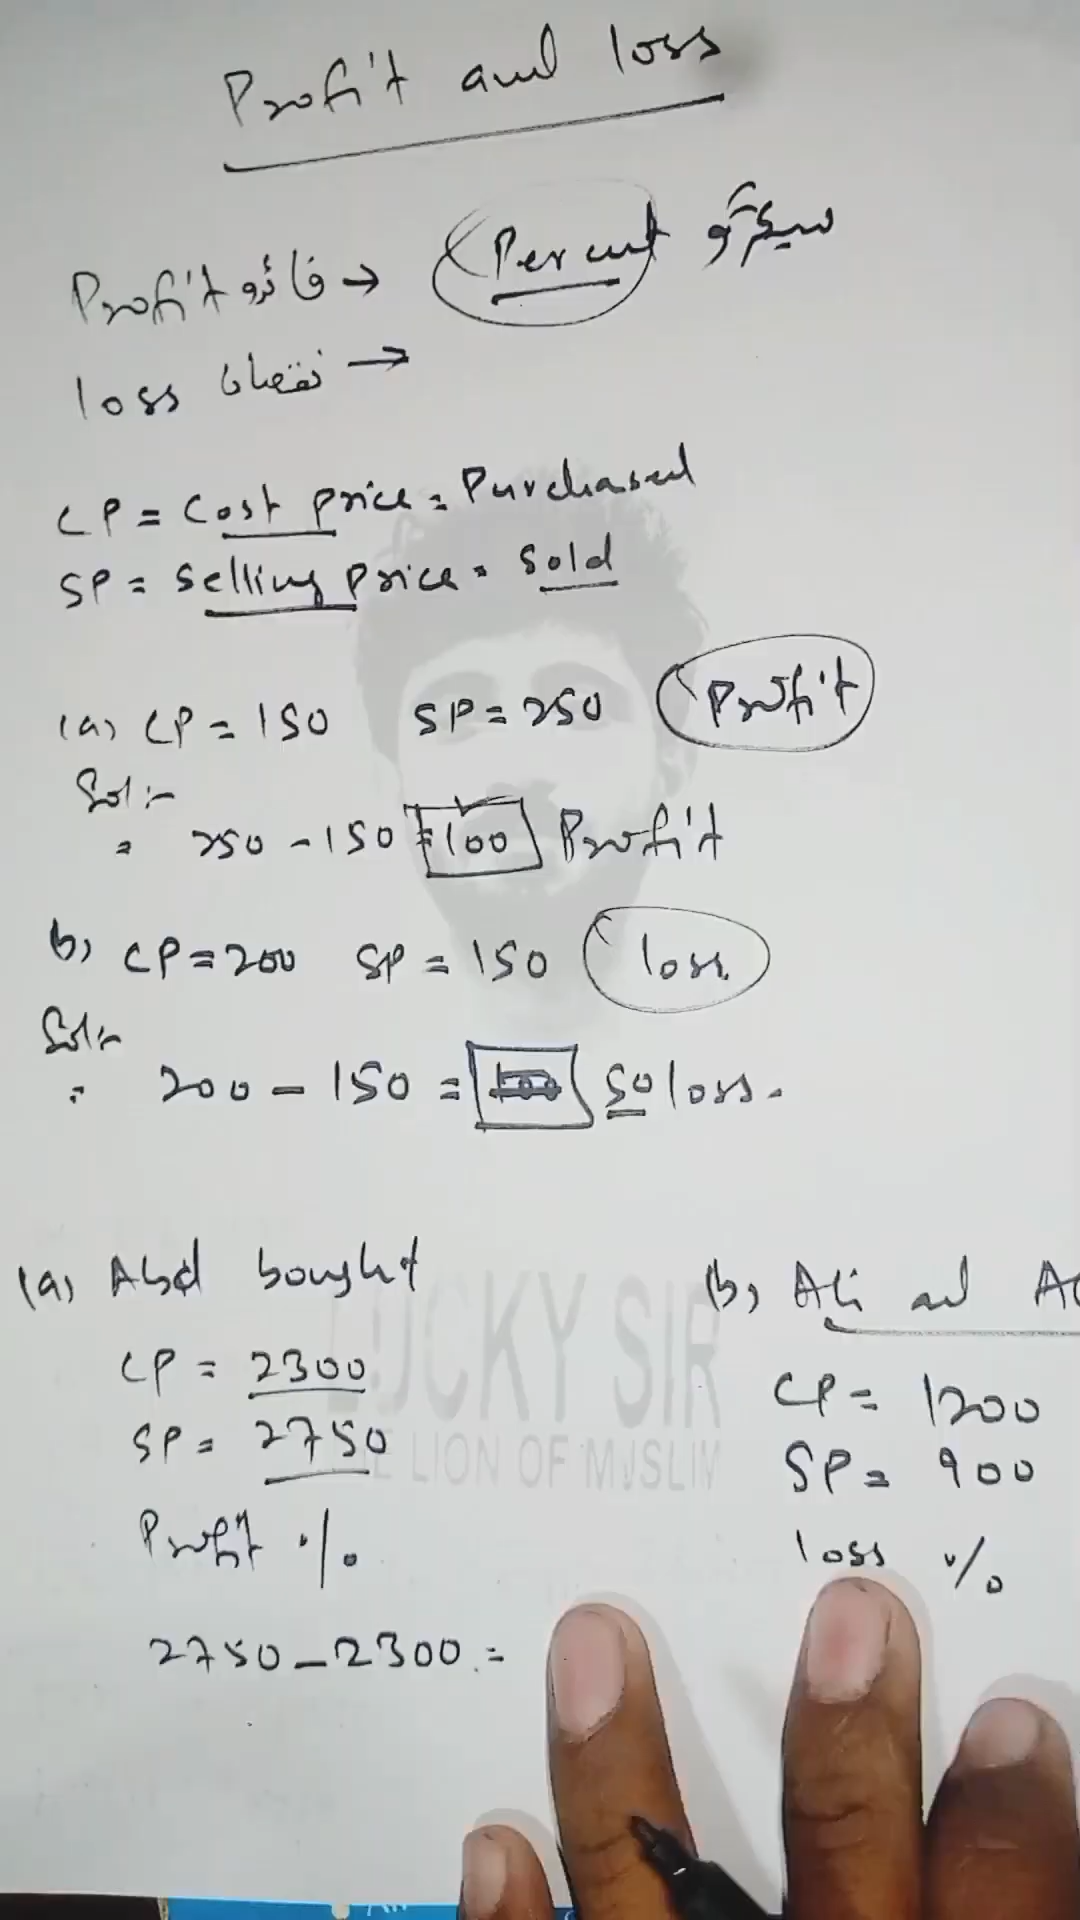 Profit and loss
Profit فائدو → Percent سيڪڙو
loss نقصان →
CP = Cost price = Purchased
SP = Selling price = Sold
(a) CP = 150 SP = 250 Profit
Sol:-
= 250 - 150 = 100 Profit
b) CP = 200 SP = 150 loss
Sol:-
= 200 - 150 = 50 loss.
LUCKY SIR
LION OF MUSLIM
(a) Abd bought
CP = 2300
SP = 2750
Profit %
2750 - 2300 =
(b) Ali and A
CP = 1200
SP = 900
loss %